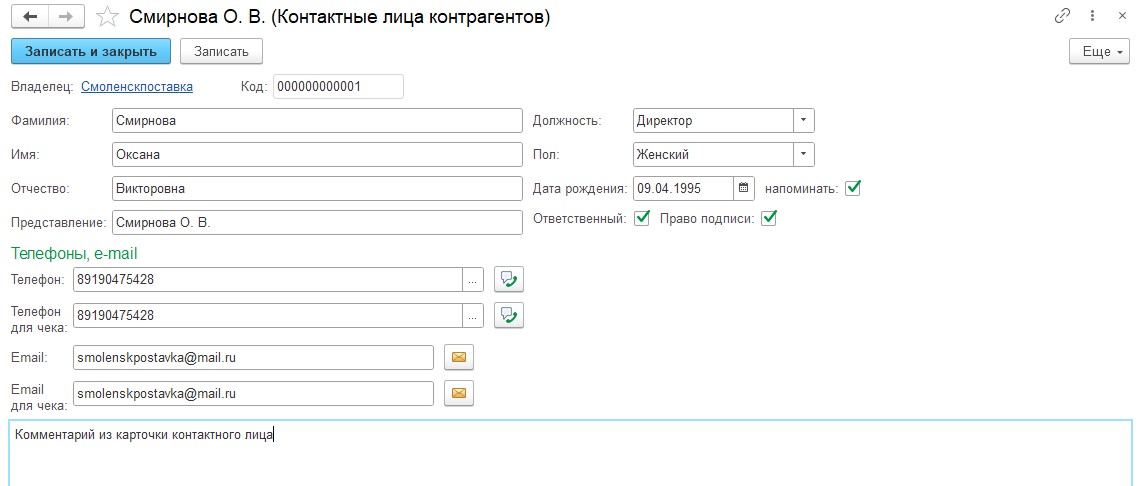 Смирнова О. В. (Контактные лица контрагентов)
Записать и закрыть Записать Еще
Владелец: Смоленскпоставка Код: 000000000001
Фамилия: Смирнова Должность: Директор
Имя: Оксана Пол: Женский
Отчество: Викторовна Дата рождения: 09.04.1995 напоминать:
Представление: Смирнова О. В. Ответственный: Право подписи:
Телефоны, e-mail
Телефон: 89190475428 ...
Телефон
для чека: 89190475428 ...
Email: smolenskpostavka@mail.ru
Email
для чека: smolenskpostavka@mail.ru
Комментарий из карточки контактного лица